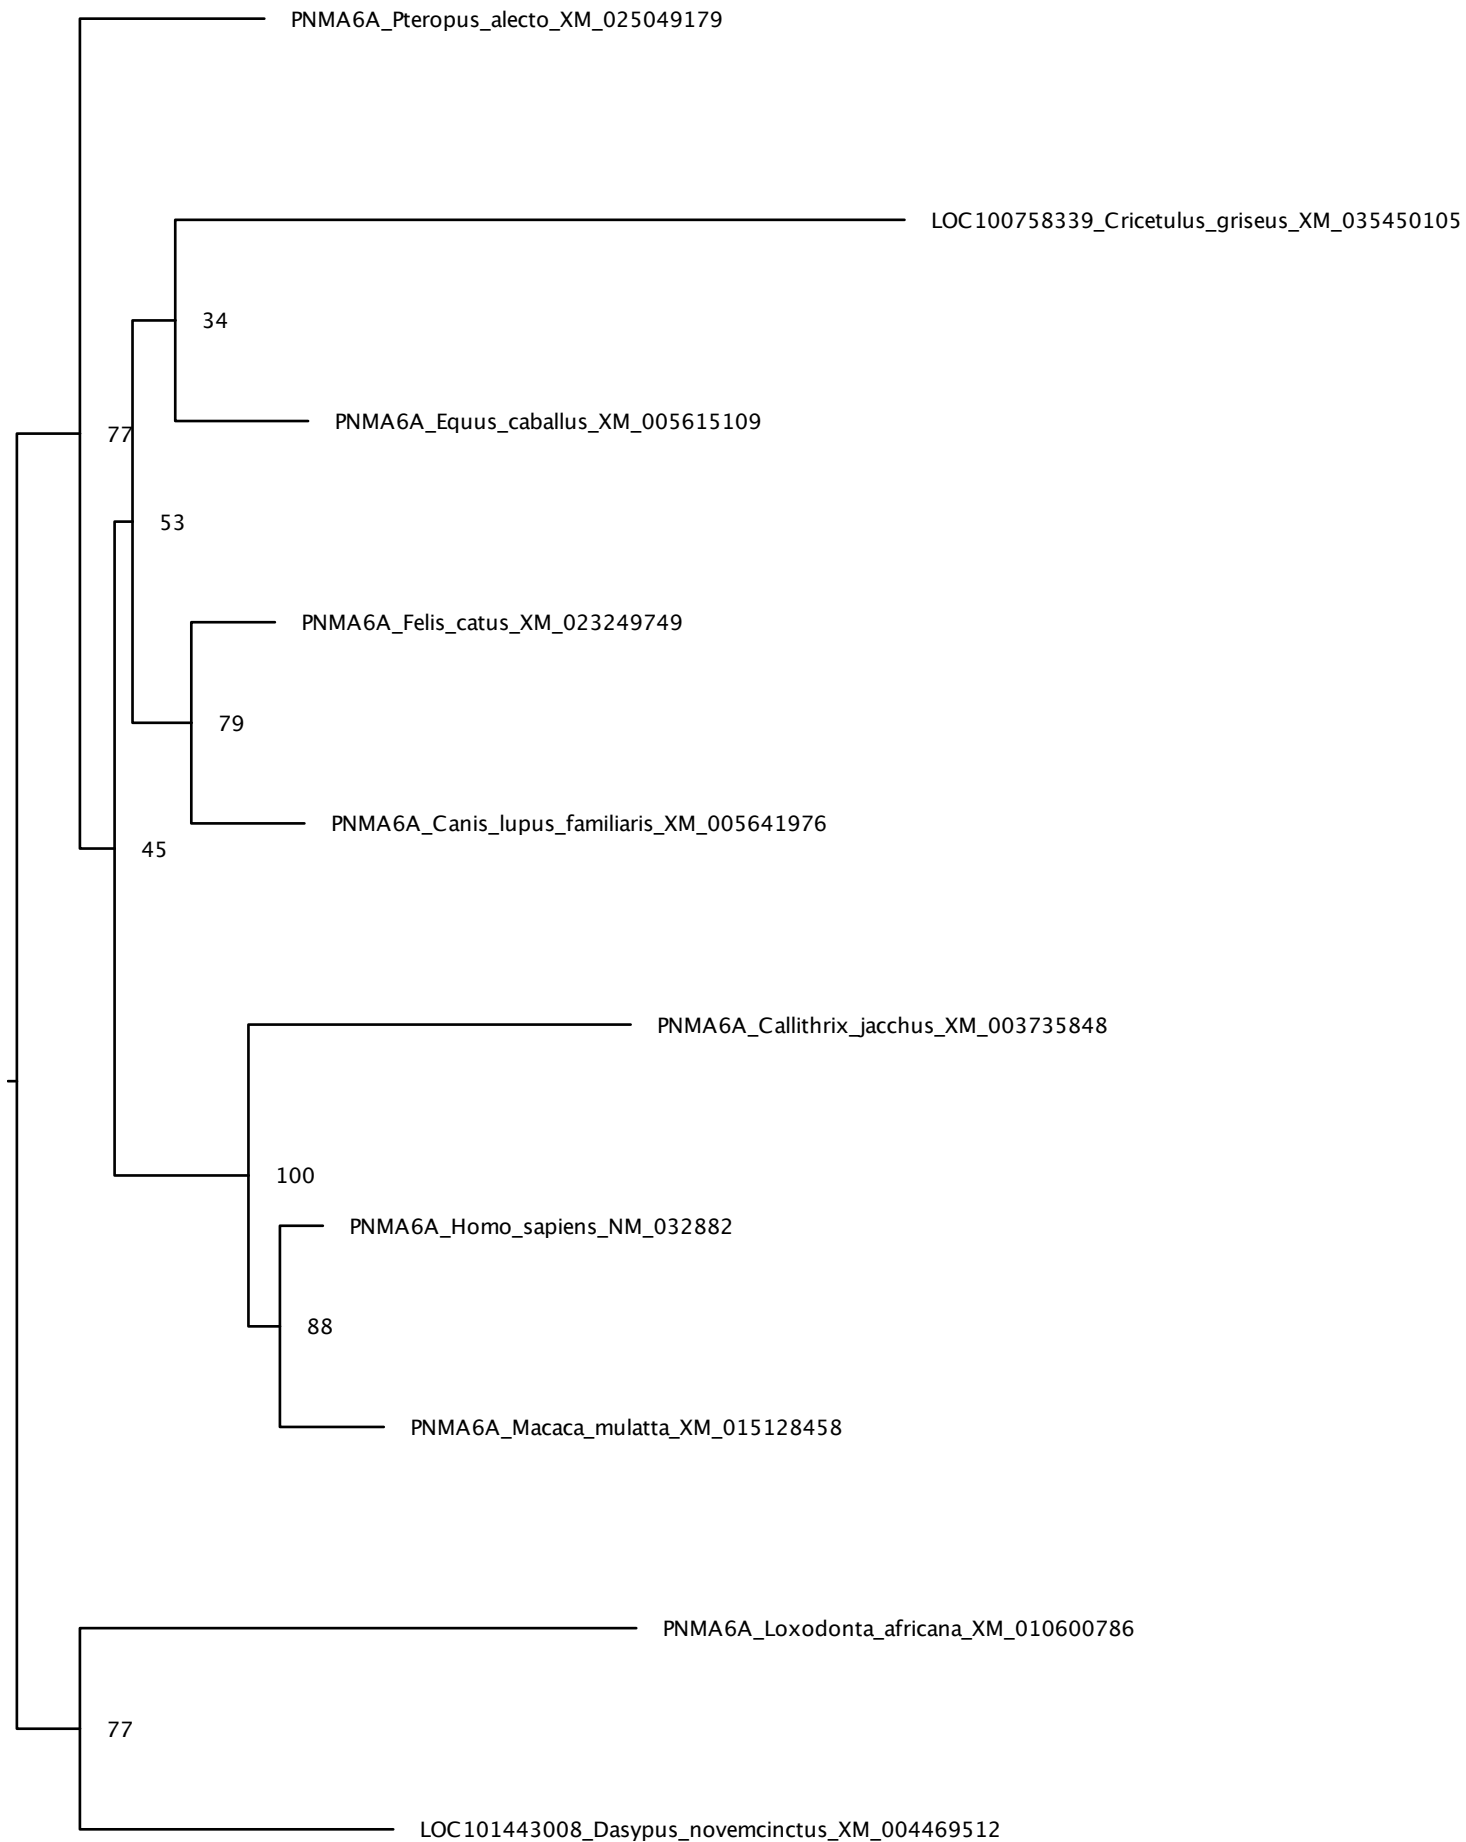 PNMA6A_Pteropus_alecto_XM_025049179
LOC100758339_Cricetulus_griseus_XM_035450105
34
PNMA6A_Equus_caballus_XM_005615109
77
53
PNMA6A_Felis_catus_XM_023249749
79
PNMA6A_Canis_lupus_familiaris_XM_005641976
45
PNMA6A_Callithrix_jacchus_XM_003735848
100
PNMA6A_Homo_sapiens_NM_032882
88
PNMA6A_Macaca_mulatta_XM_015128458
PNMA6A_Loxodonta_africana_XM_010600786
77
LOC101443008_Dasypus_novemcinctus_XM_004469512